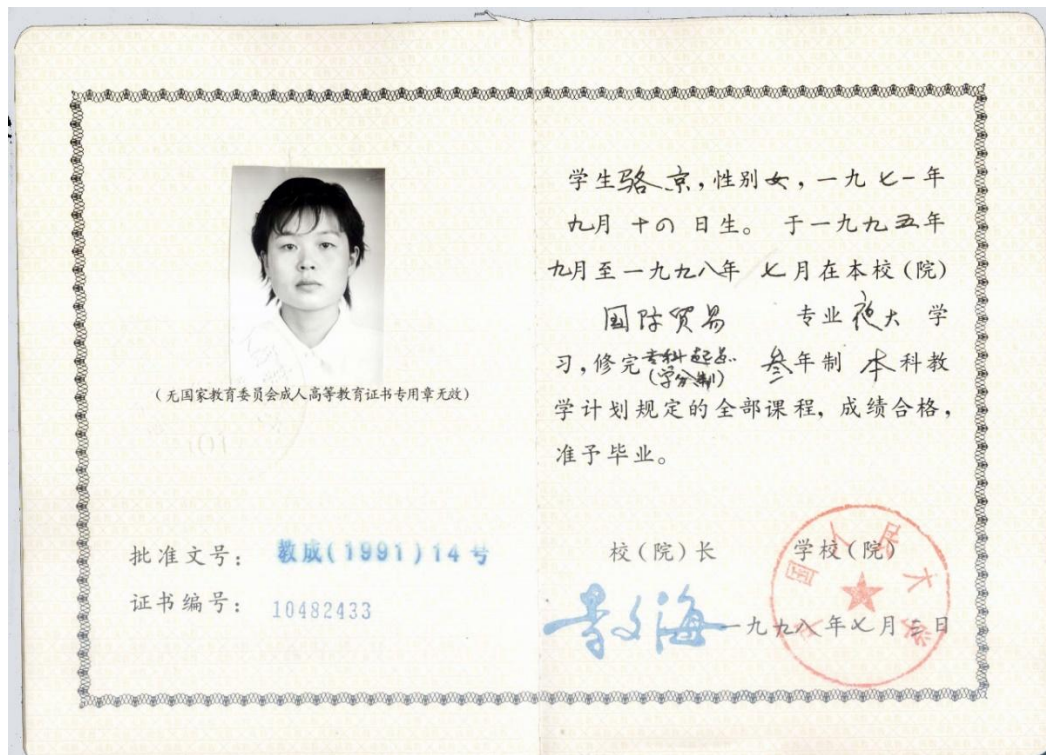 (无国家教育委员会成人高等教育证书专用章无效)
批准文号: 教成(1991)14号
证书编号: 10482433
学生骆京,性别女,一九七一年
九月十四日生。于一九九五年
九月至一九九八年七月在本校(院)
国际贸易 专业夜大学
习,修完专科起点(学分制)叁年制本科教
学计划规定的全部课程,成绩合格,
准予毕业。
校(院)长 学校(院)
一九九八年七月 日
中国人民大学